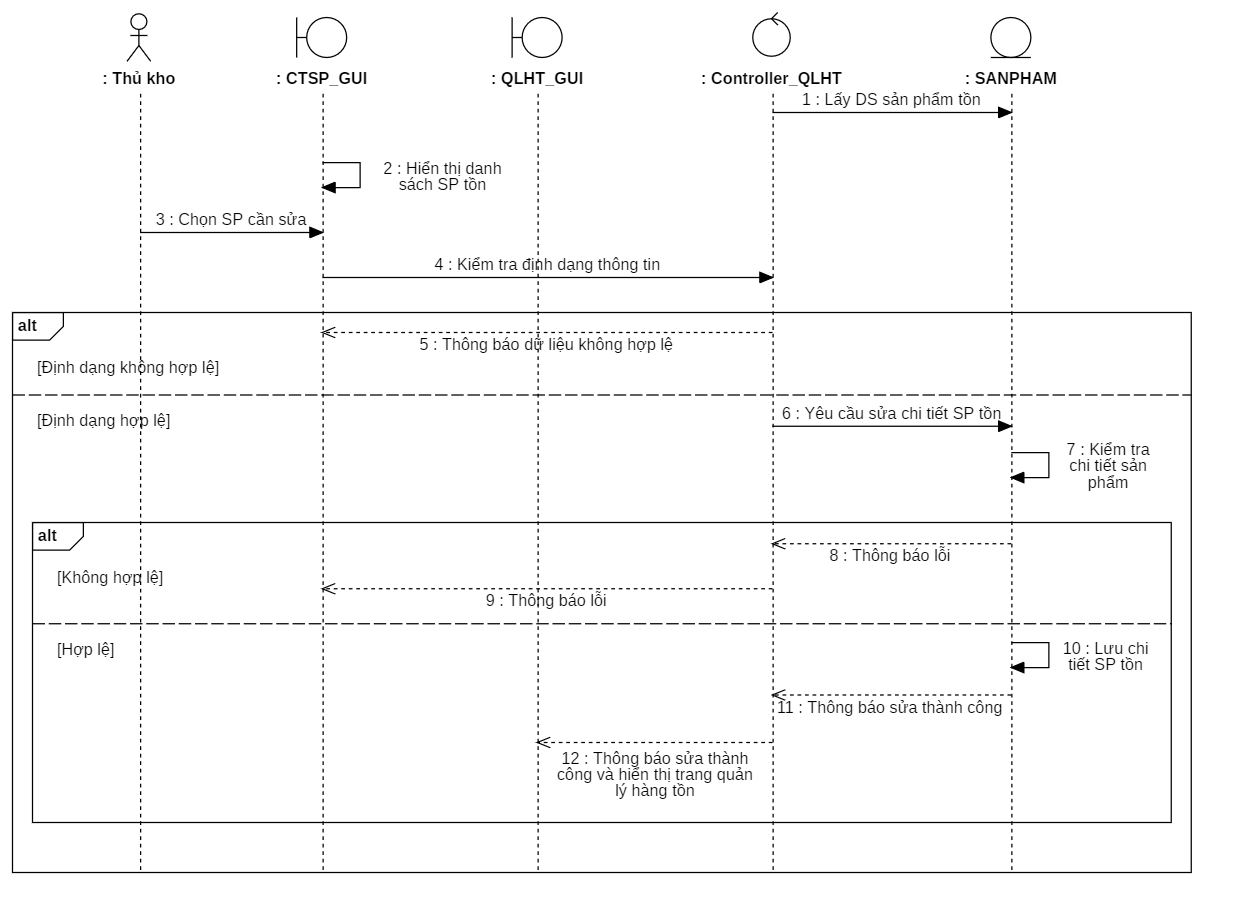 : Thủ kho
: CTSP_GUI
: QLHT_GUI
: Controller_QLHT
: SANPHAM
1 : Lấy DS sản phẩm tồn
2 : Hiển thị danh
sách SP tồn
3 : Chọn SP cần sửa
4 : Kiểm tra định dạng thông tin
alt
5 : Thông báo dữ liệu không hợp lệ
[Định dạng không hợp lệ]
[Định dạng hợp lệ]
6 : Yêu cầu sửa chi tiết SP tồn
7 : Kiểm tra
chi tiết sản
phẩm
alt
8 : Thông báo lỗi
[Không hợp lệ]
9 : Thông báo lỗi
[Hợp lệ]
10 : Lưu chi
tiết SP tồn
11 : Thông báo sửa thành công
12 : Thông báo sửa thành
công và hiển thị trang quản
lý hàng tồn